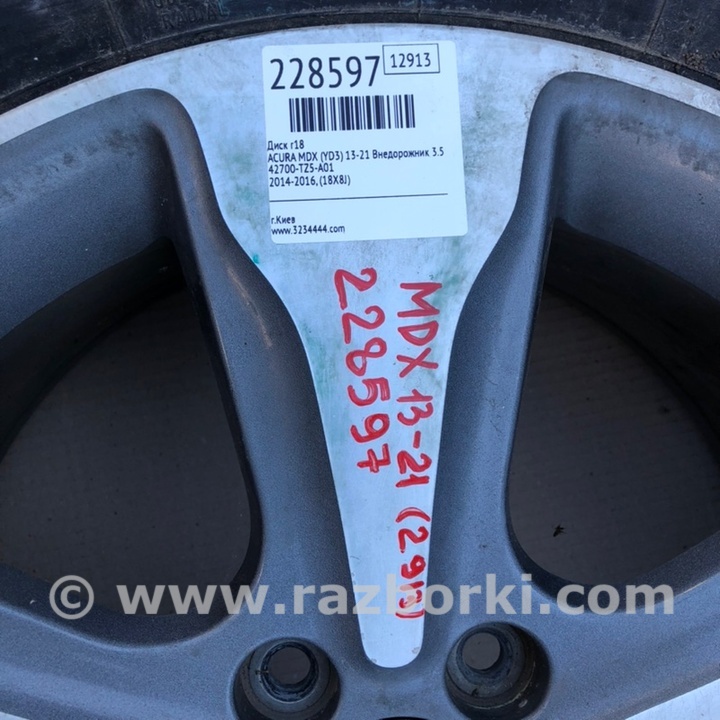 RADIAL
228597 12913
Диск r18
ACURA MDX (YD3) 13-21 Внедорожник 3.5
42700-TZ5-A01
2014-2016,(18X8J)
г.Киев
www.3234444.com
MDX 13-21 (2913)
228597
© www.razborki.com